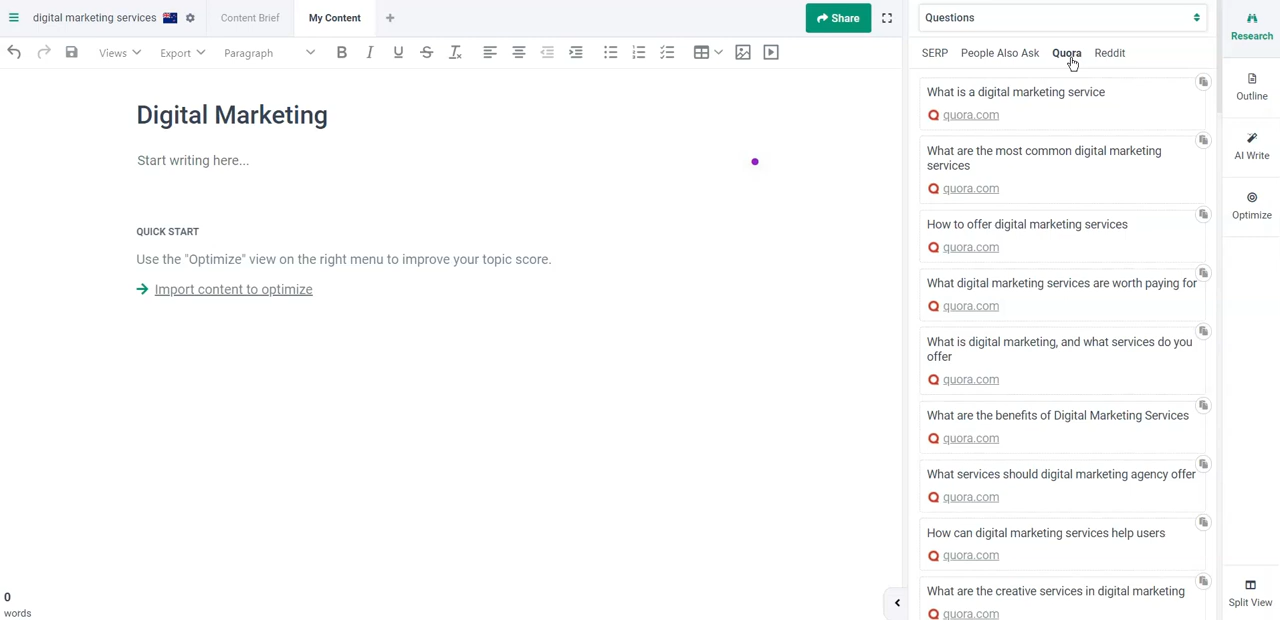 digital marketing services
Content Brief
My Content
Share
Views
Export
Paragraph
B I U S
Digital Marketing
Start writing here...
QUICK START
Use the "Optimize" view on the right menu to improve your topic score.
Import content to optimize
0
words
Questions
SERP People Also Ask Quora Reddit
What is a digital marketing service
quora.com
What are the most common digital marketing
services
quora.com
How to offer digital marketing services
quora.com
What digital marketing services are worth paying for
quora.com
What is digital marketing, and what services do you
offer
quora.com
What are the benefits of Digital Marketing Services
quora.com
What services should digital marketing agency offer
quora.com
How can digital marketing services help users
quora.com
What are the creative services in digital marketing
quora.com
Research
Outline
AI Write
Optimize
Split View